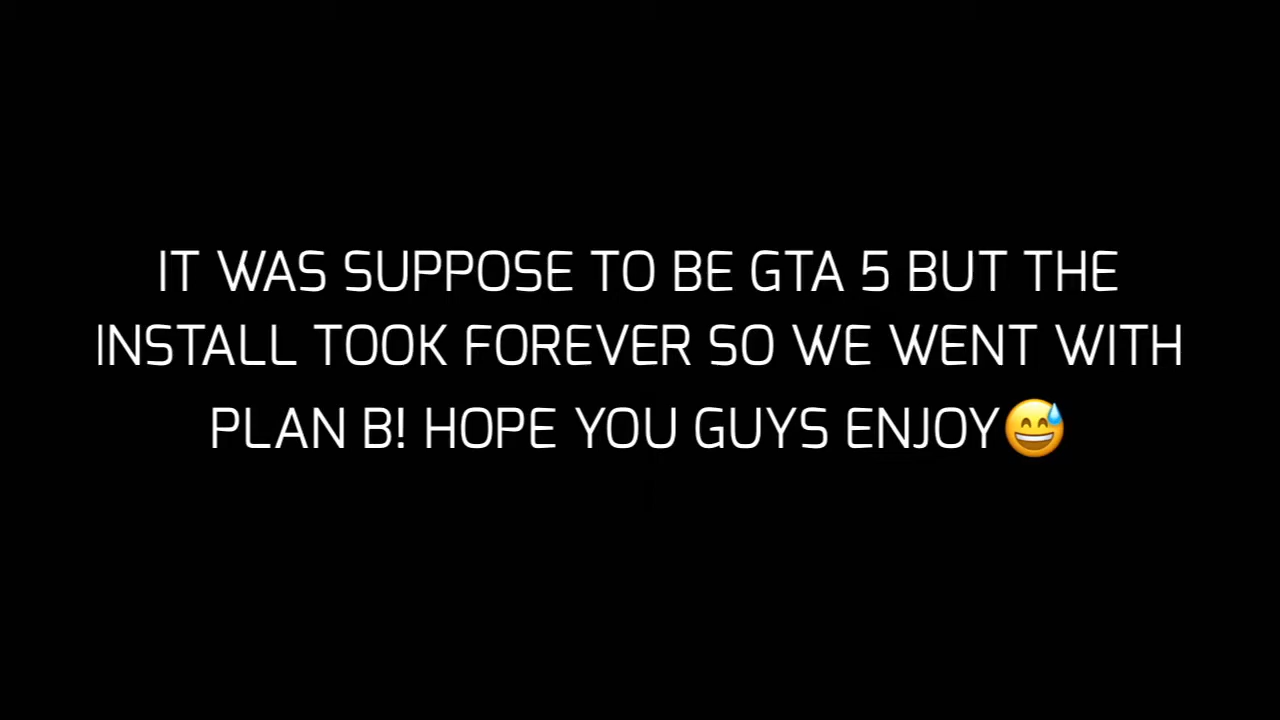 IT WAS SUPPOSE TO BE GTA 5 BUT THE
INSTALL TOOK FOREVER SO WE WENT WITH
PLAN B! HOPE YOU GUYS ENJOY😅